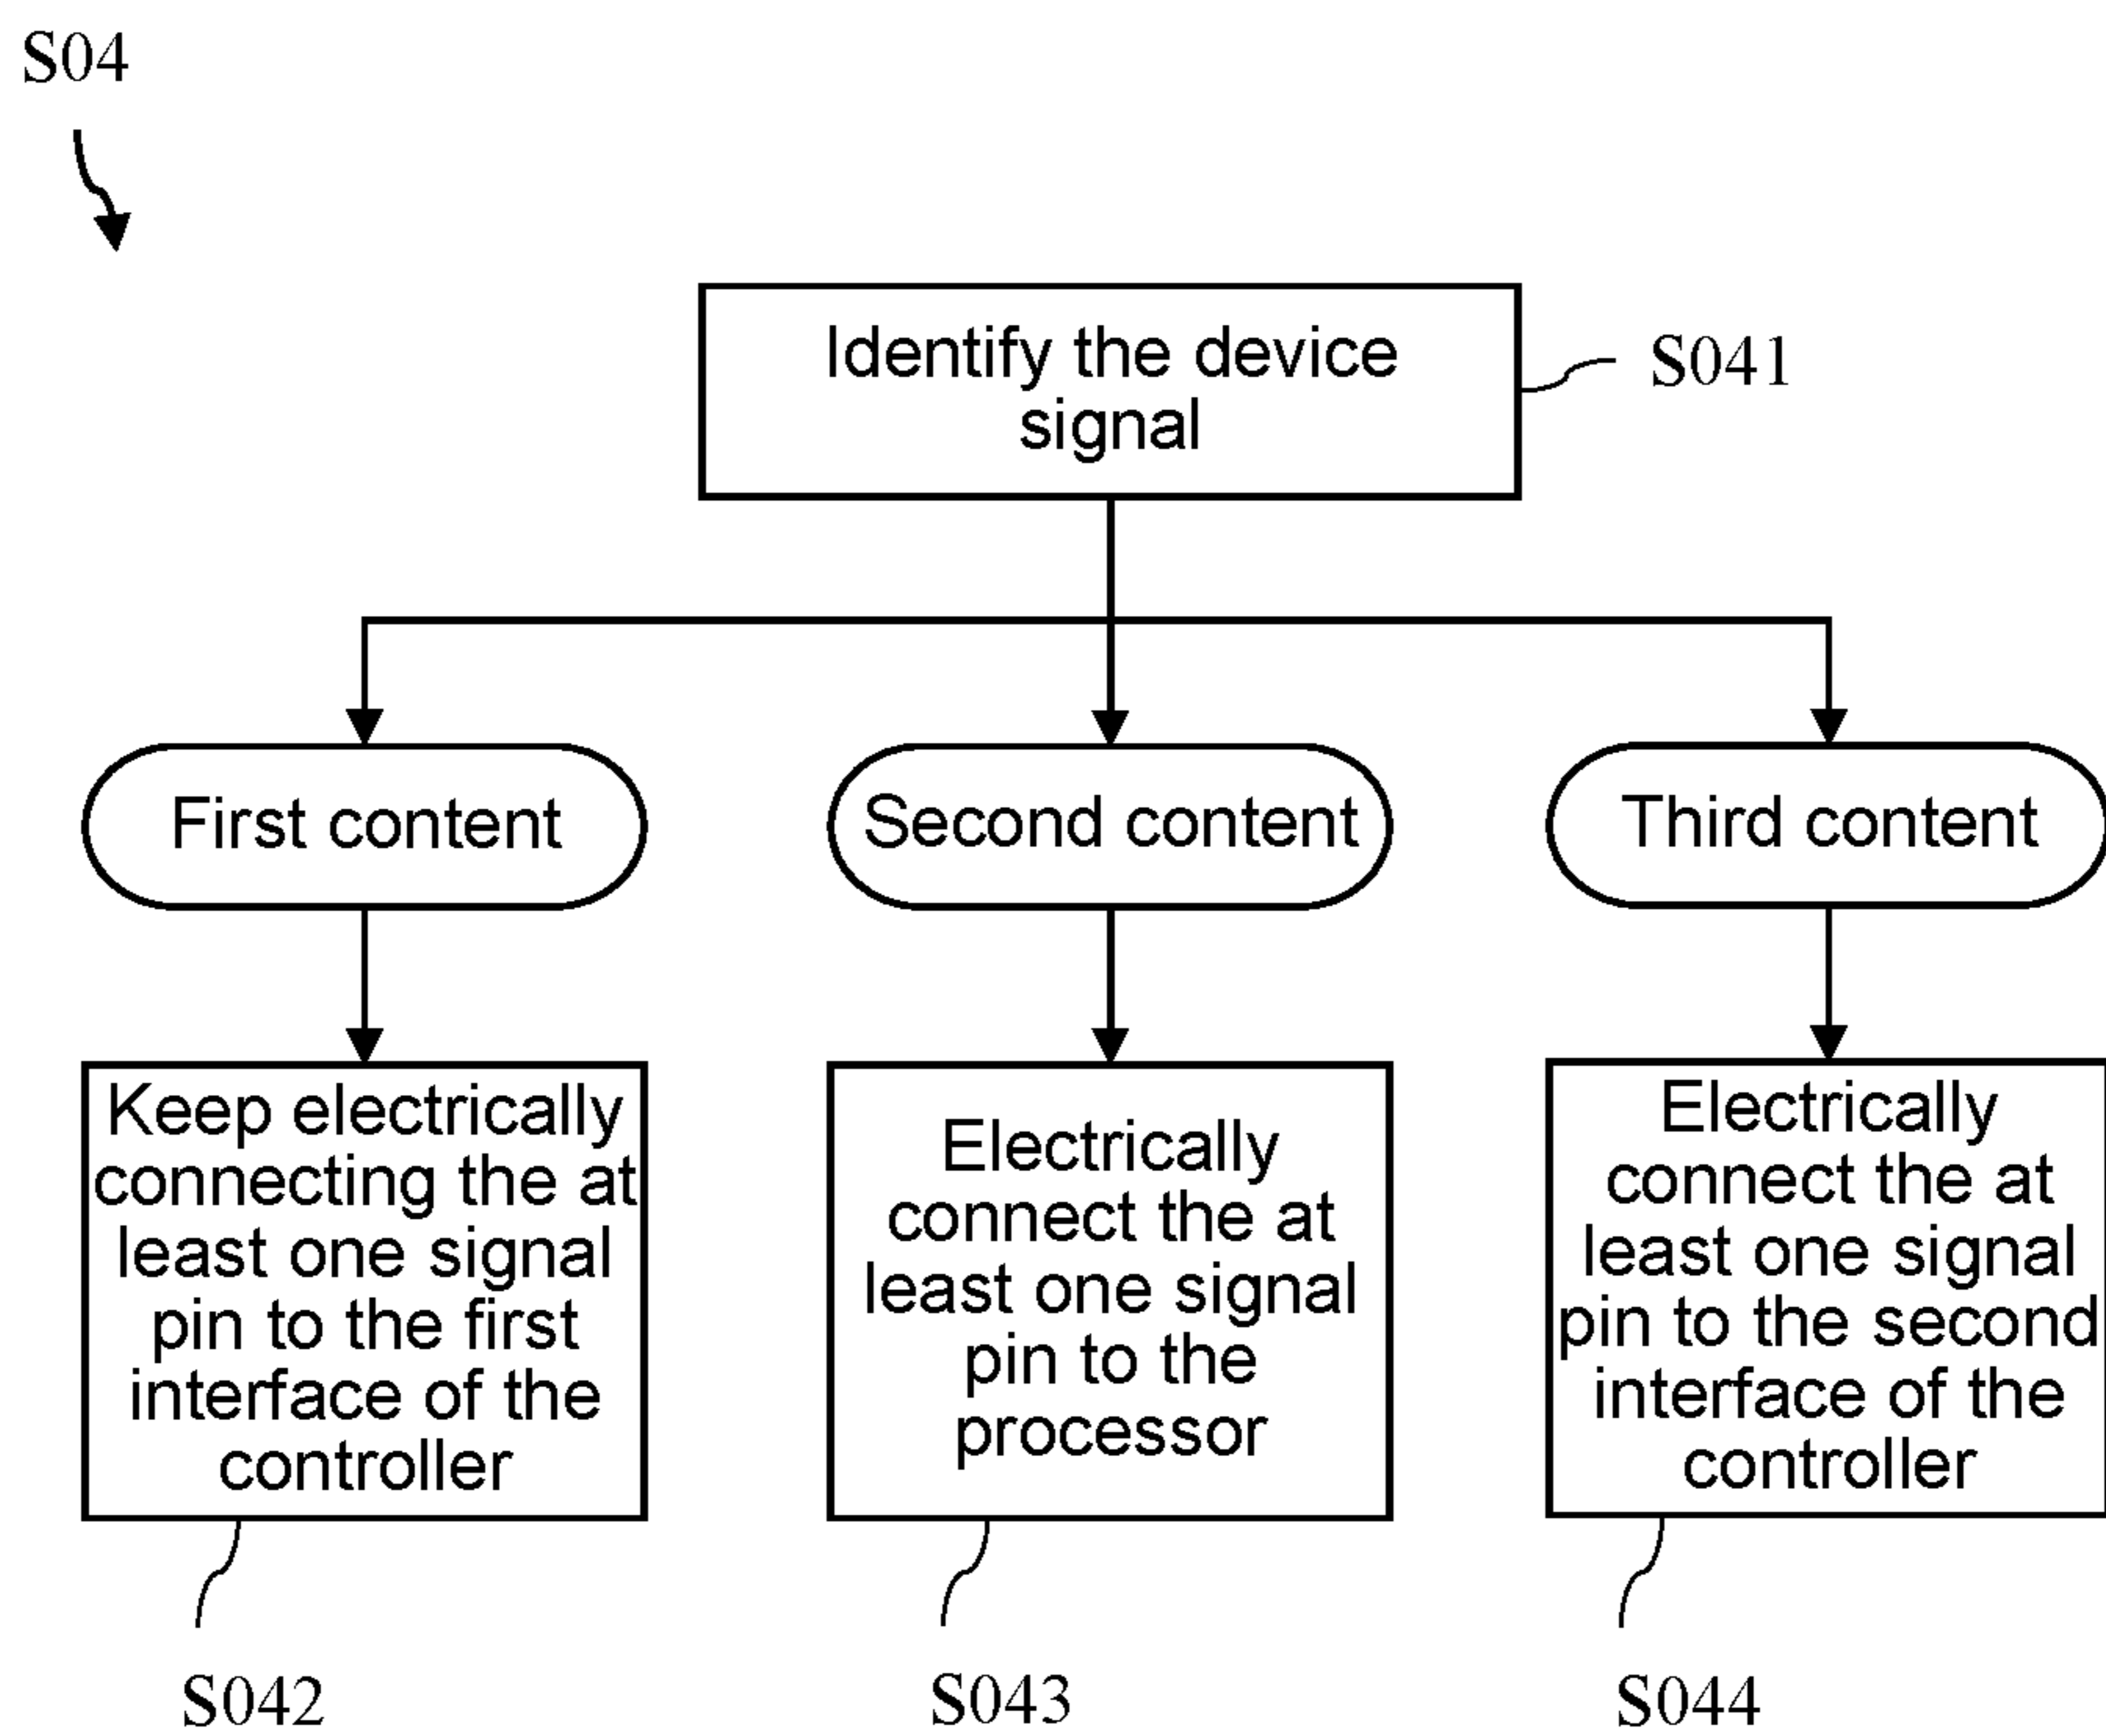 S04
Identify the device
signal
S041
First content
Second content
Third content
Keep electrically
connecting the at
least one signal
pin to the first
interface of the
controller
Electrically
connect the at
least one signal
pin to the
processor
Electrically
connect the at
least one signal
pin to the second
interface of the
controller
S042
S043
S044